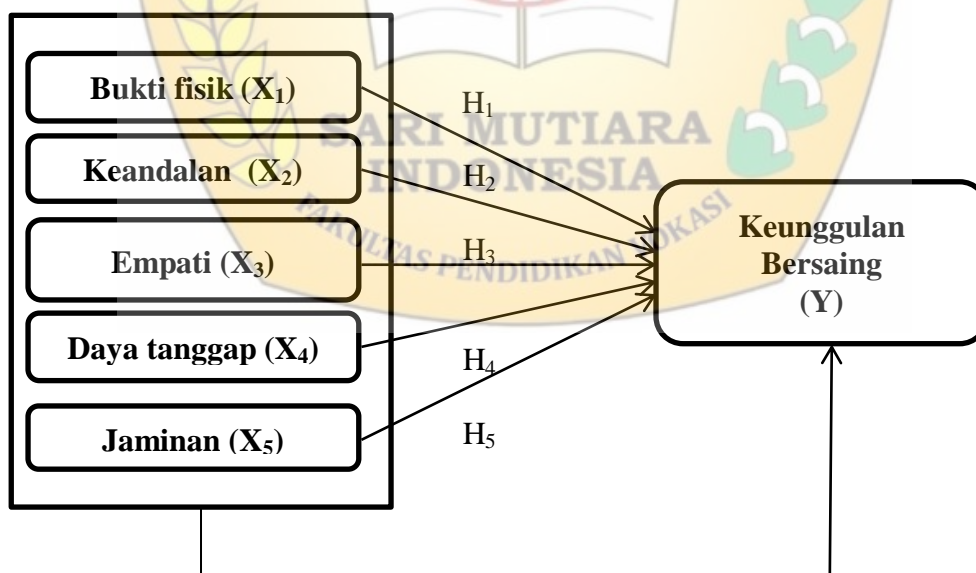 Bukti fisik (X₁)
Keandalan (X₂)
Empati (X₃)
Daya tanggap (X₄)
Jaminan (X₅)
H₁
H₂
H₃
H₄
H₅
Keunggulan
Bersaing
(Y)
SARI MUTIARA
INDONESIA
FAKULTAS PENDIDIKAN VOKASI